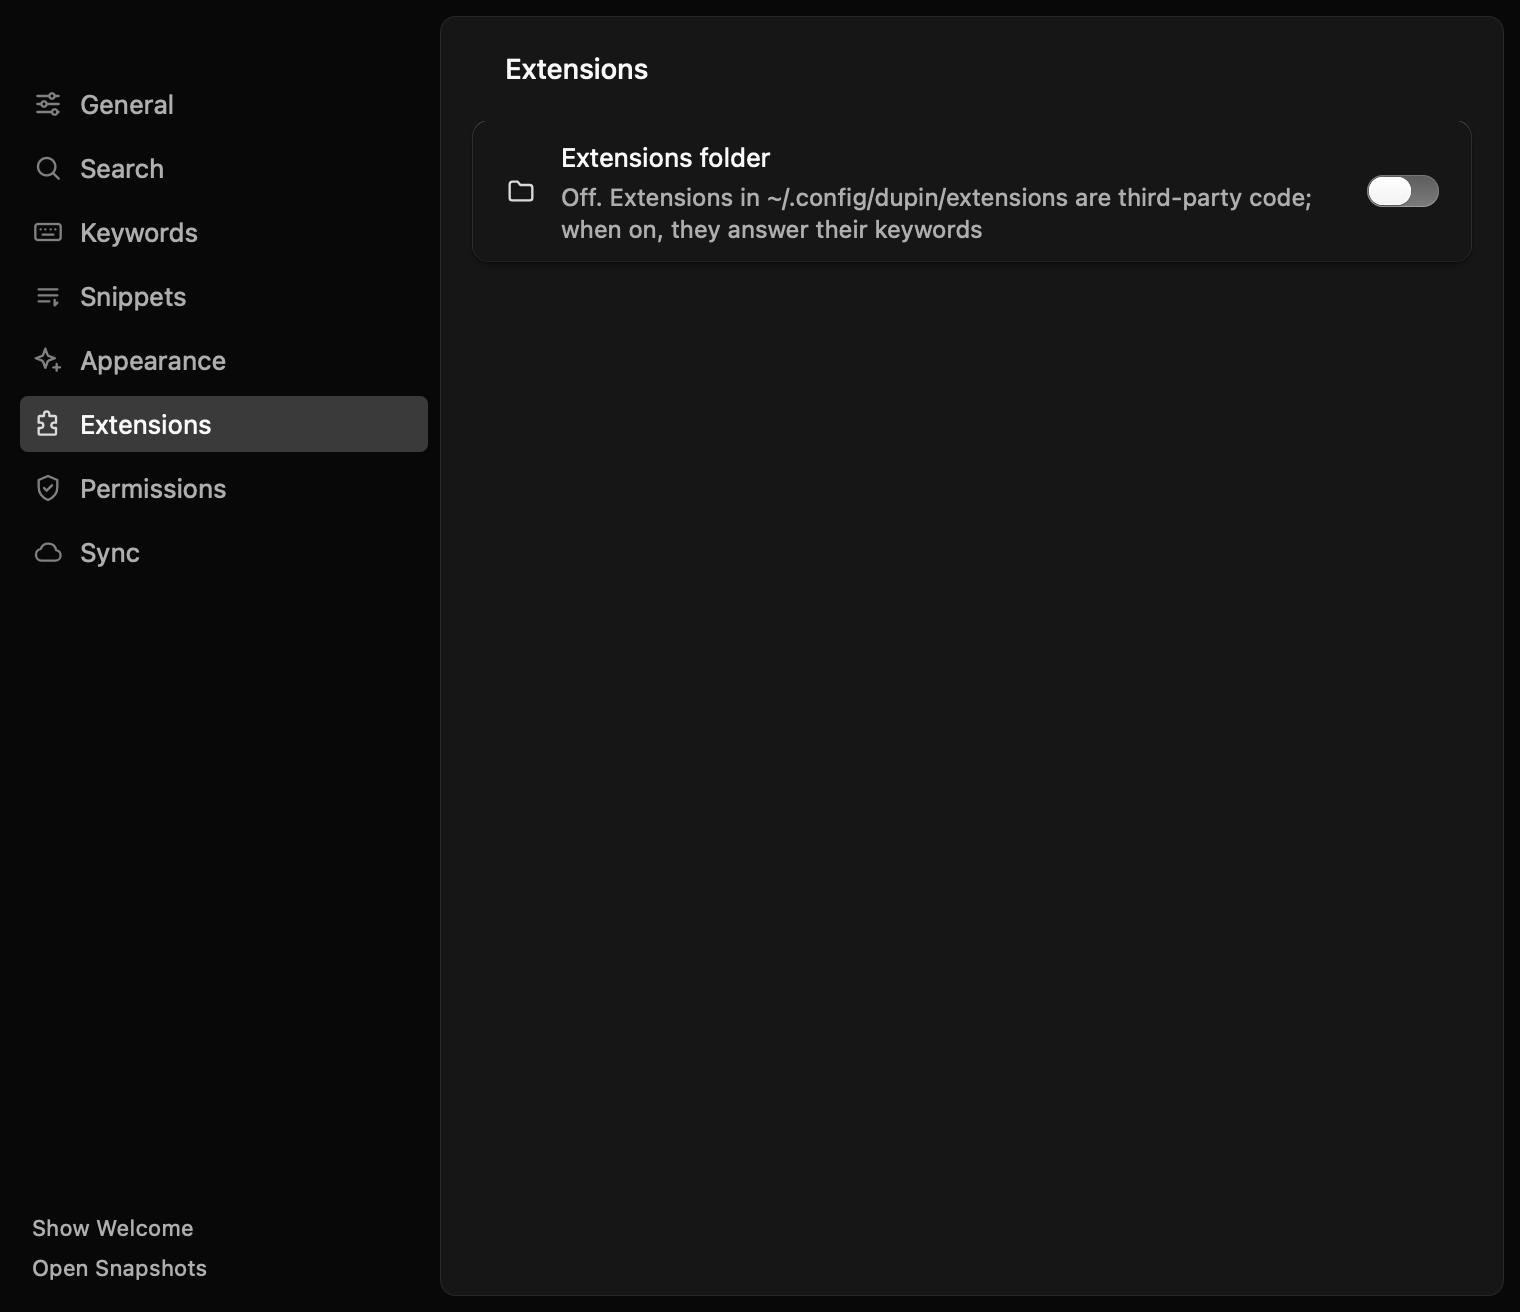 General
Search
Keywords
Snippets
Appearance
Extensions
Permissions
Sync
Show Welcome
Open Snapshots
Extensions
Extensions folder
Off. Extensions in ~/.config/dupin/extensions are third-party code;
when on, they answer their keywords